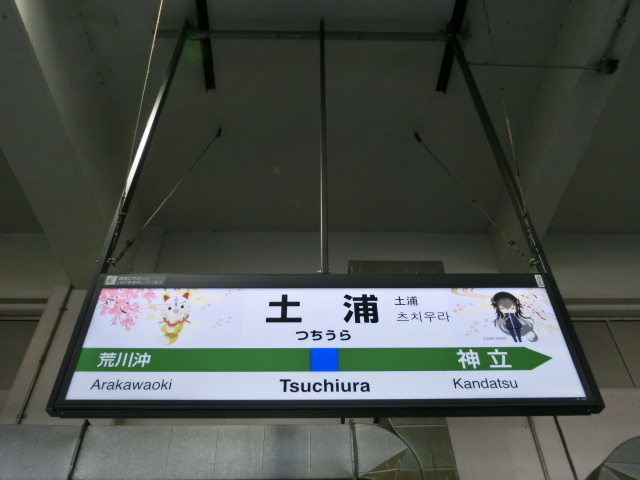 土浦
土浦
츠치우라
つちうら
荒川沖
神立
Arakawaoki
Tsuchiura
Kandatsu